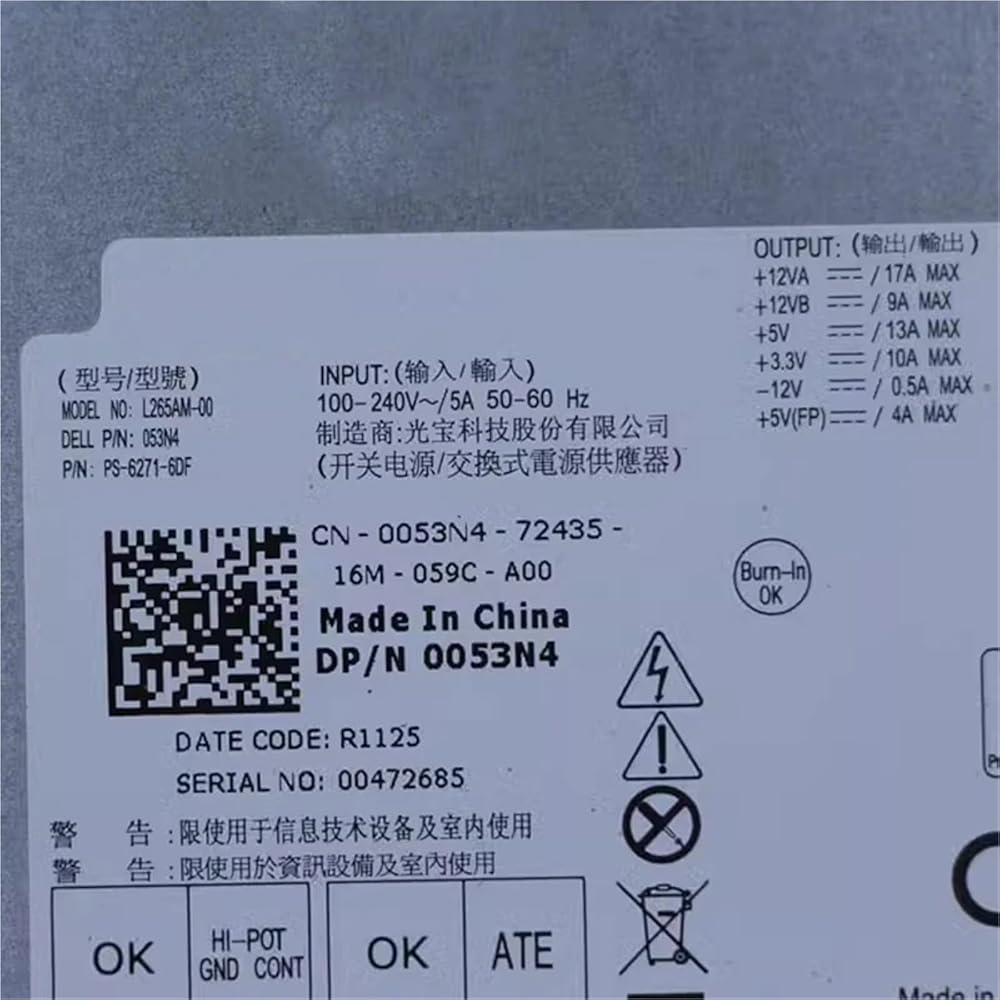 OUTPUT: (输出/輸出)
+12VA ⎓ / 17A MAX
+12VB ⎓ / 9A MAX
+5V ⎓ / 13A MAX
+3.3V ⎓ / 10A MAX
-12V ⎓ / 0.5A MAX
+5V(FP) ⎓ / 4A MAX
(型号/型號)
MODEL NO: L265AM-00
DELL P/N: 053N4
P/N: PS-6271-6DF
INPUT: (输入/輸入)
100-240V~/5A 50-60 Hz
制造商:光宝科技股份有限公司
(开关电源/交換式電源供應器)
CN - 0053N4 - 72435 -
16M - 059C - A00
Made In China
DP/N 0053N4
Burn-In
OK
DATE CODE: R1125
SERIAL NO: 00472685
警 告 :限使用于信息技术设备及室内使用
警 告 :限使用於資訊設備及室內使用
OK
HI-POT
GND CONT
OK
ATE
Made in